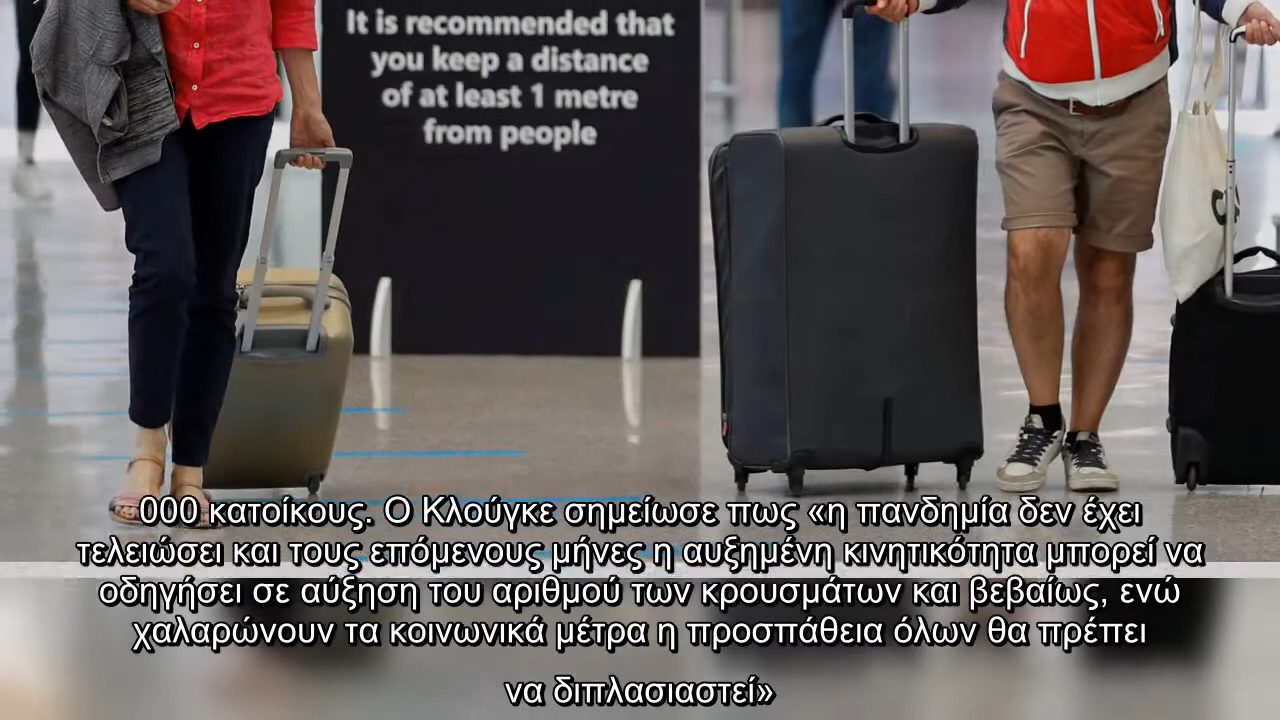 It is recommended that
you keep a distance
of at least 1 metre
from people
000 κατοίκους. Ο Κλούγκε σημείωσε πως «η πανδημία δεν έχει
τελειώσει και τους επόμενους μήνες η αυξημένη κινητικότητα μπορεί να
οδηγήσει σε αύξηση του αριθμού των κρουσμάτων και βεβαίως, ενώ
χαλαρώνουν τα κοινωνικά μέτρα η προσπάθεια όλων θα πρέπει
να διπλασιαστεί»